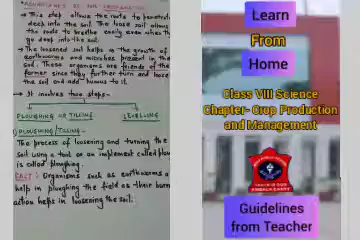 ADVANTAGES OF SOIL PREPARATION
→ This step allows the roots to penetrate
deep into the soil. The loose soil allows
the roots to breathe easily even when they
go deep into the soil.
→ The loosened soil helps in the growth of
earthworms and microbes present in the
soil. These organisms are friends of the
farmer since they further turn and loose
the soil and add humus to it.
→ It involves two steps-
PLOUGHING OR TILLING LEVELLING
1) PLOUGHING/TILLING-
The process of loosening and turning the
soil using a tool or an implement called plou
is called ploughing.
FACT: Organisms such as earthworms a
help in ploughing the field as their burr
action helps in loosening the soil.
Learn
From
Home
Class VIII Science
Chapter- Crop Production
and Management
Guidelines
from Teacher